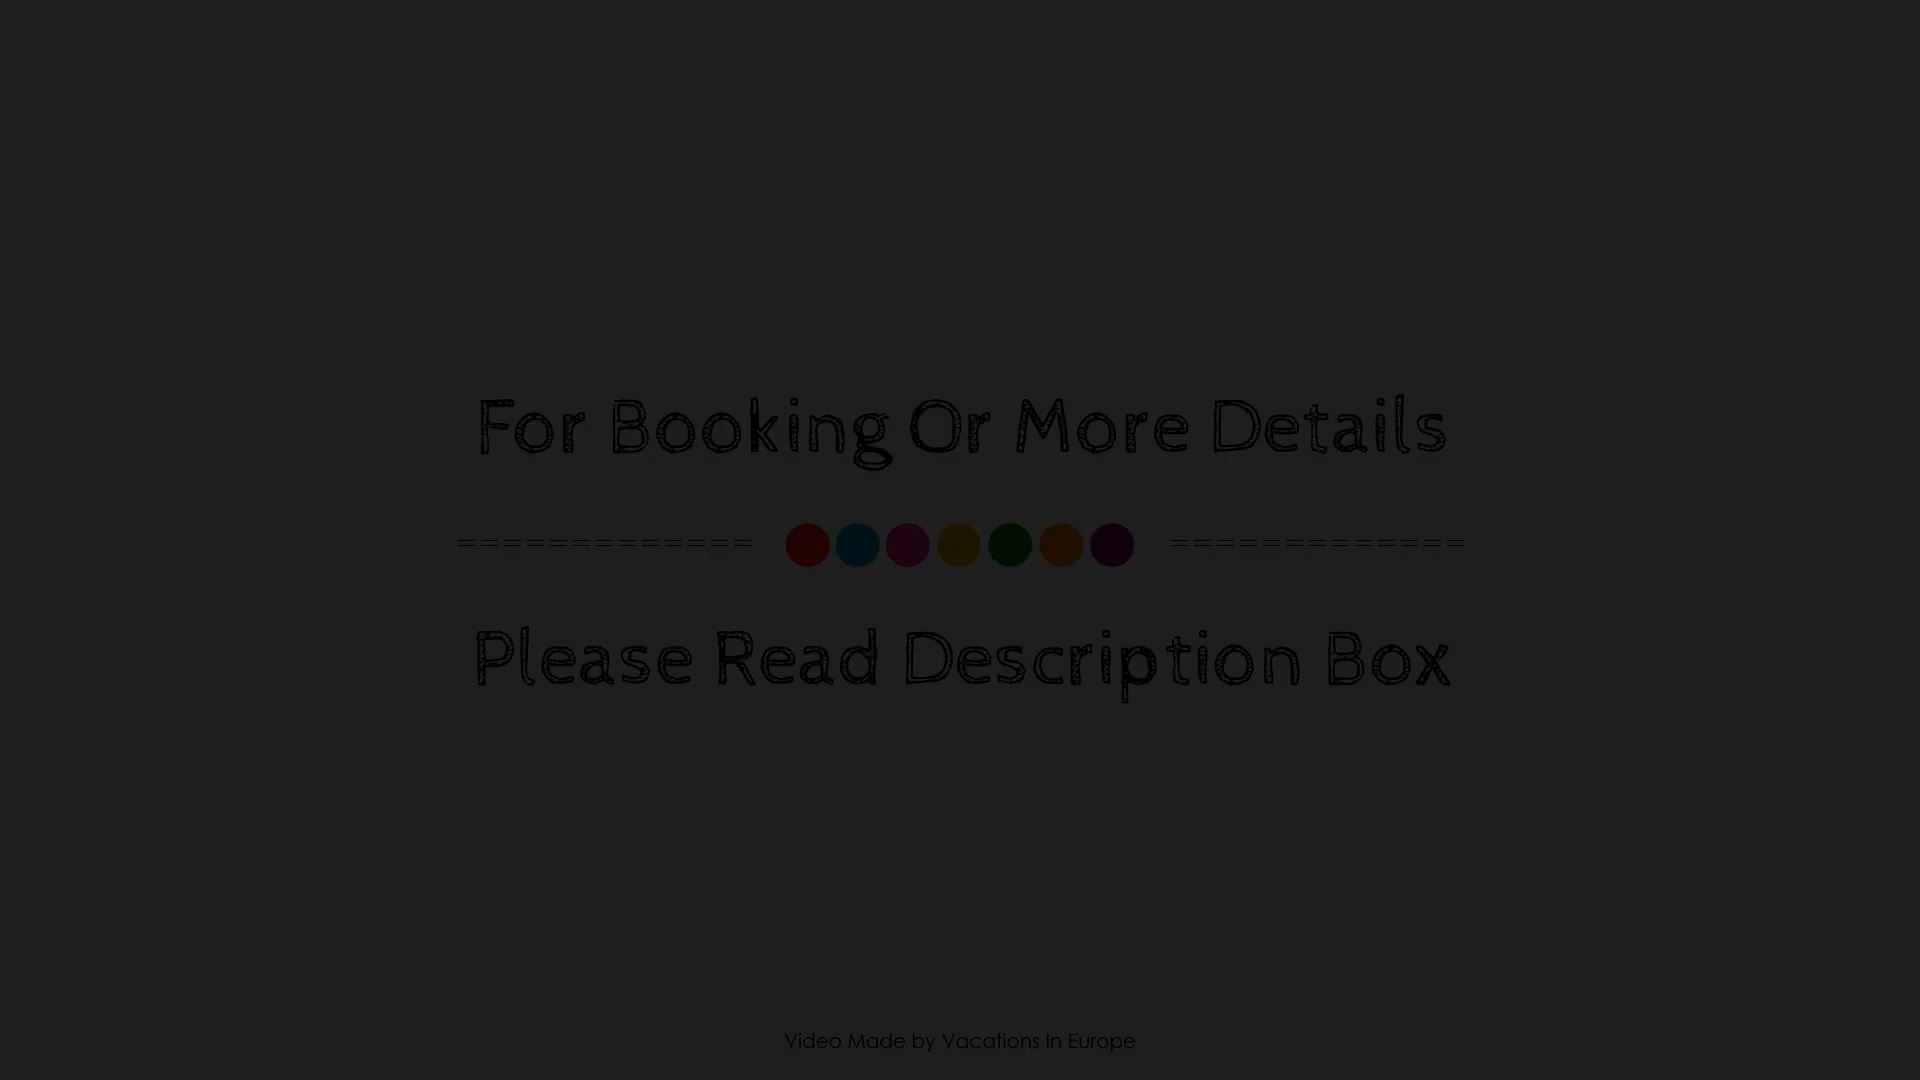 For Booking Or More Details
============= =============
Please Read Description Box
Video Made by Vacations In Europe